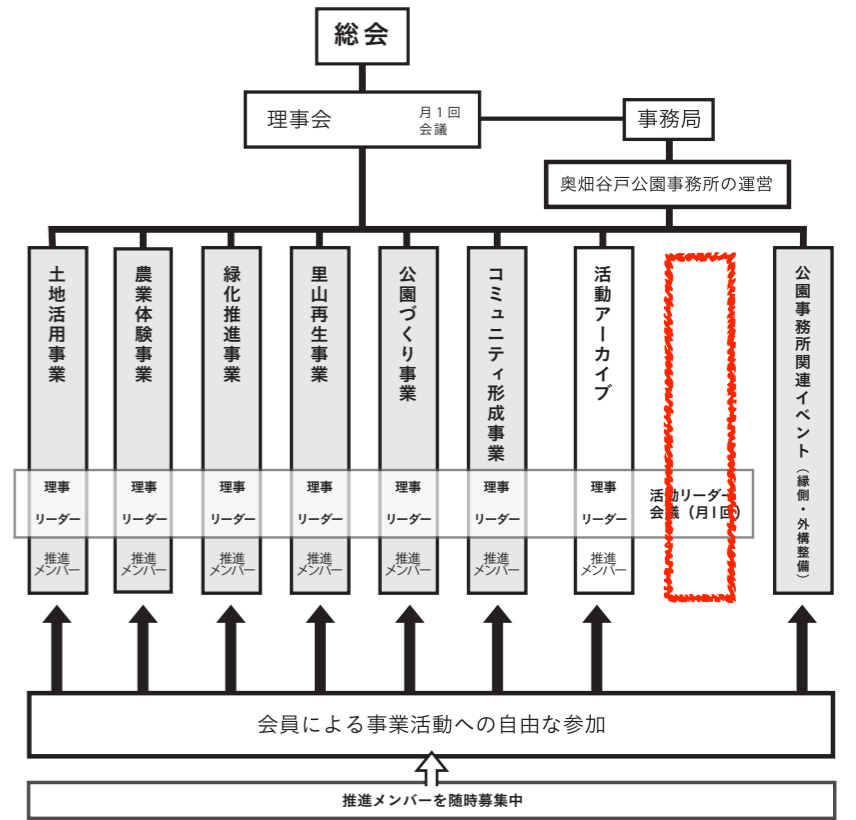 総会
理事会
月1回
会議
事務局
奥畑谷戸公園事務所の運営
土地活用事業
農業体験事業
緑化推進事業
里山再生事業
公園づくり事業
コミュニティ形成事業
活動アーカイブ
公園事務所関連イベント（縁側・外構整備）
理事
理事
理事
理事
理事
理事
理事
リーダー
リーダー
リーダー
リーダー
リーダー
リーダー
リーダー
活動リーダー
会議（月1回）
推進
メンバー
推進
メンバー
推進
メンバー
推進
メンバー
推進
メンバー
推進
メンバー
推進
メンバー
会員による事業活動への自由な参加
推進メンバーを随時募集中